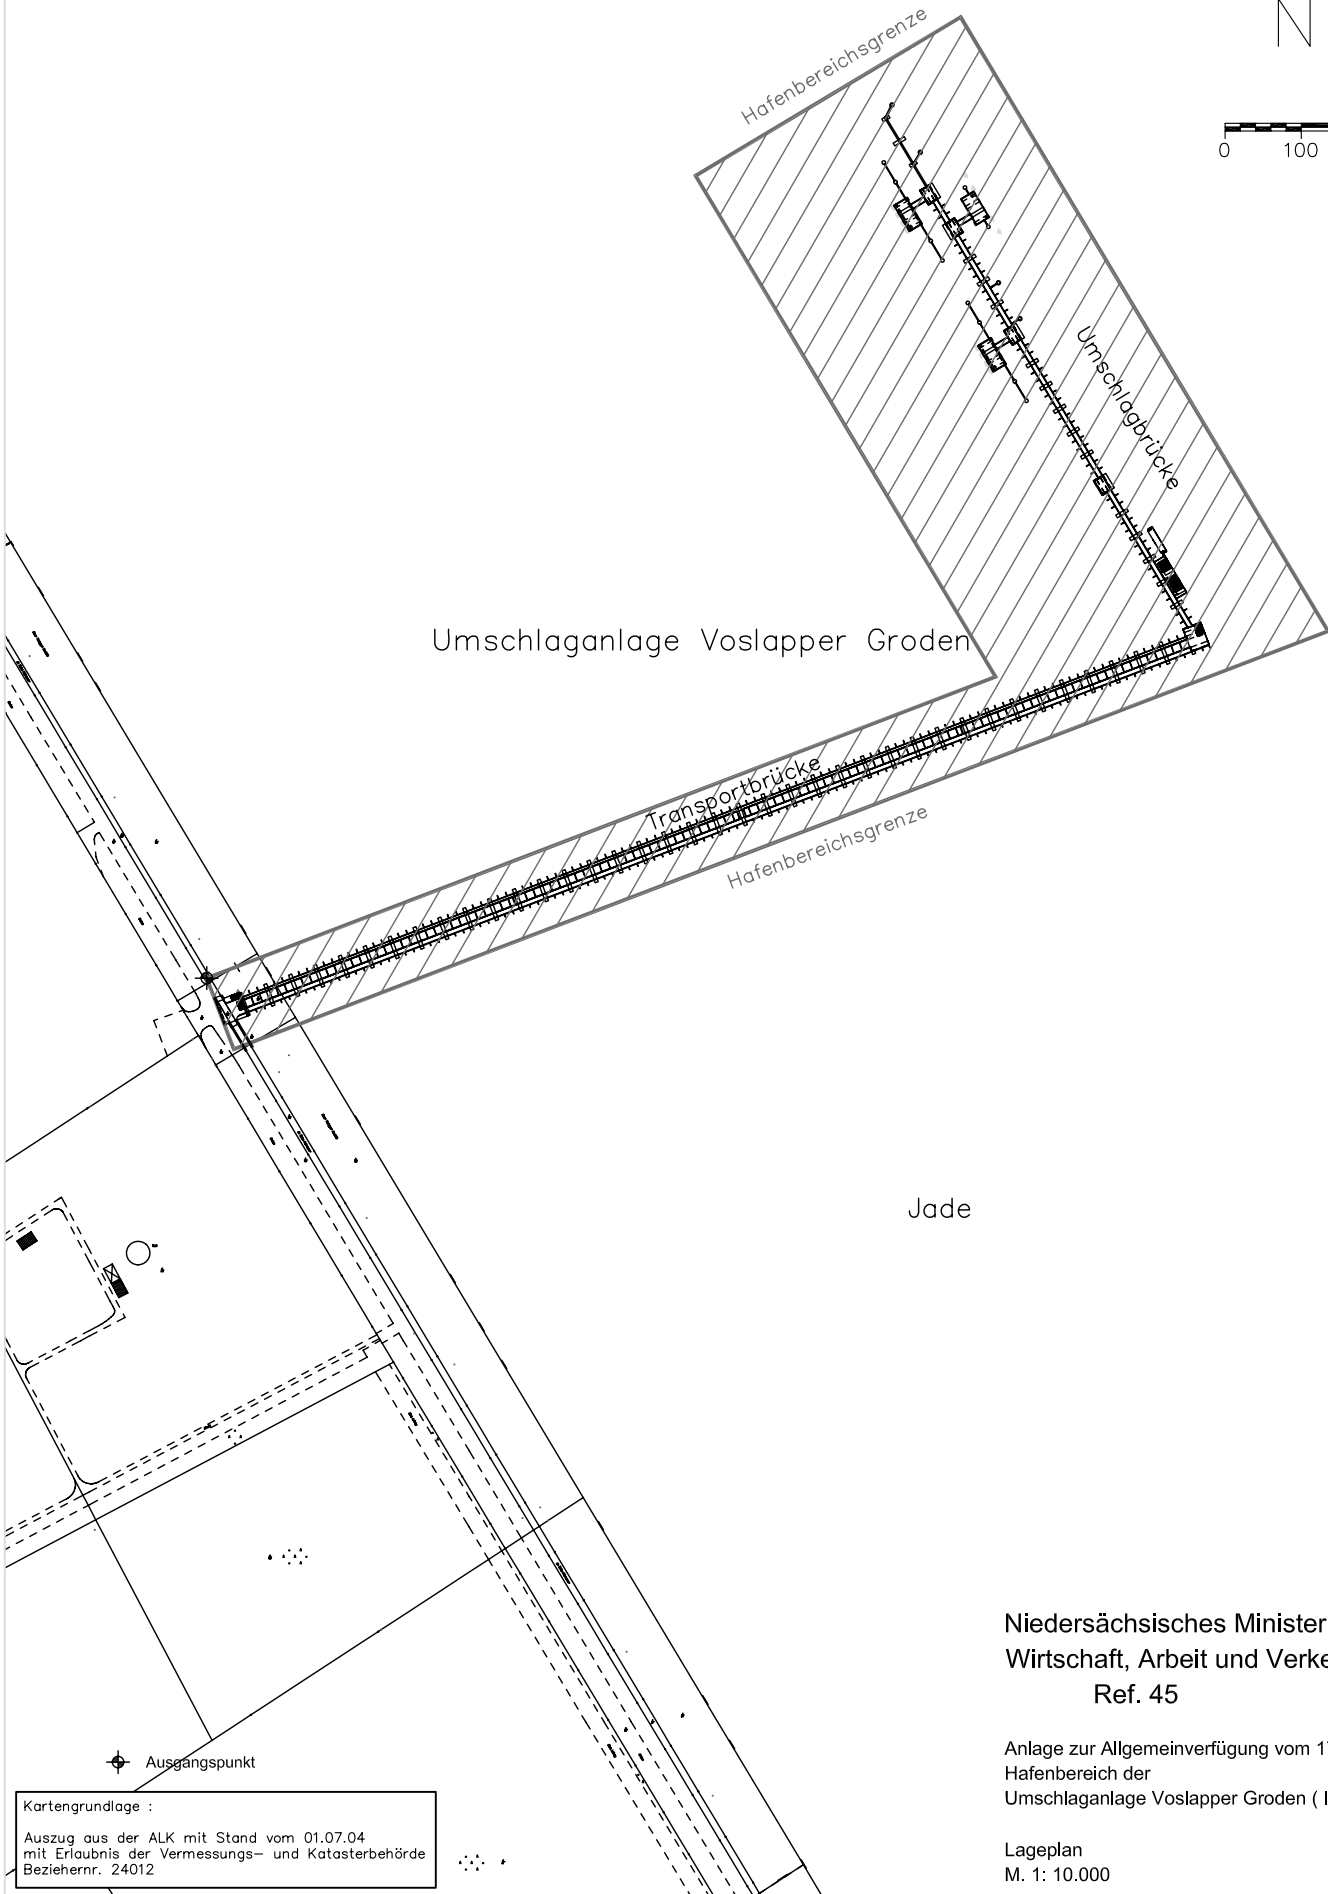 N
Hafenbereichsgrenze
0 100
Umschlagbrücke
Umschlaganlage Voslapper Groden
Transportbrücke
Hafenbereichsgrenze
Jade
Niedersächsisches Minister
Wirtschaft, Arbeit und Verke
Ref. 45
Anlage zur Allgemeinverfügung vom 1
Hafenbereich der
Umschlaganlage Voslapper Groden (
Lageplan
M. 1: 10.000
Ausgangspunkt
Kartengrundlage :
Auszug aus der ALK mit Stand vom 01.07.04
mit Erlaubnis der Vermessungs– und Katasterbehörde
Beziehernr. 24012